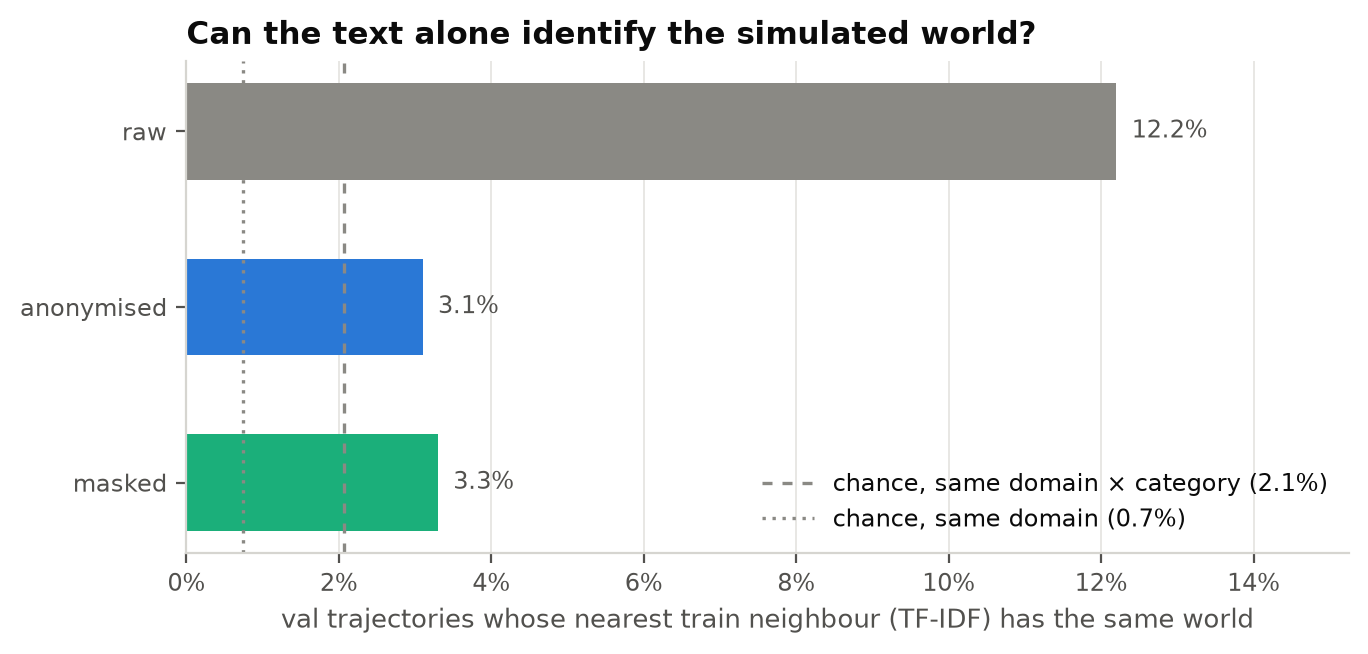 Can the text alone identify the simulated world?
raw
12.2%
anonymised
3.1%
masked
3.3%
chance, same domain × category (2.1%)
chance, same domain (0.7%)
0% 2% 4% 6% 8% 10% 12% 14%
val trajectories whose nearest train neighbour (TF-IDF) has the same world